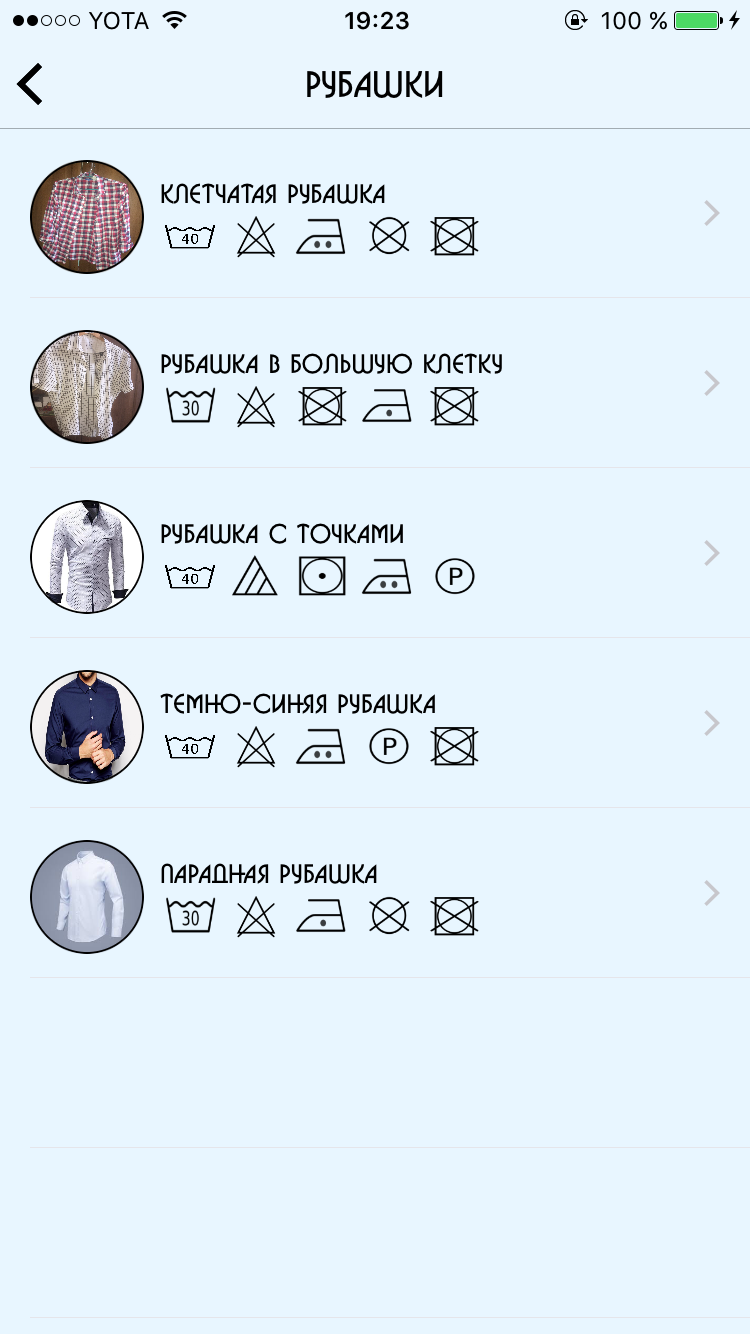 YOTA 19:23 100 %
РУБАШКИ
КЛЕТЧАТАЯ РУБАШКА
40
РУБАШКА В БОЛЬШУЮ КЛЕТКУ
30
РУБАШКА С ТОЧКАМИ
40 P
ТЕМНО-СИНЯЯ РУБАШКА
40 P
ПАРАДНАЯ РУБАШКА
30